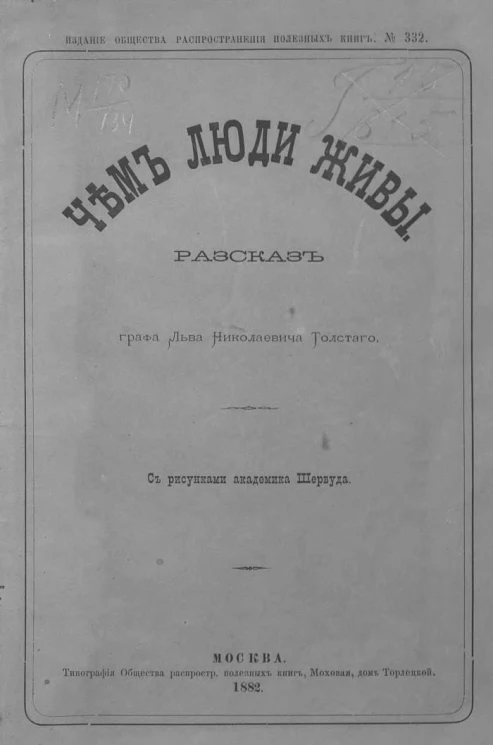 ИЗДАНІЕ ОБЩЕСТВА РАСПРОСТРАНЕНІЯ ПОЛЕЗНЫХЪ КНИГЪ. № 332.
ЧѢМЪ ЛЮДИ ЖИВЫ.
РАЗСКАЗЪ
графа Льва Николаевича Толстаго.
Съ рисунками академика Шервуда.
МОСКВА.
Типографія Общества распростр. полезныхъ книгъ, Моховая, домъ Торлецкой.
1882.